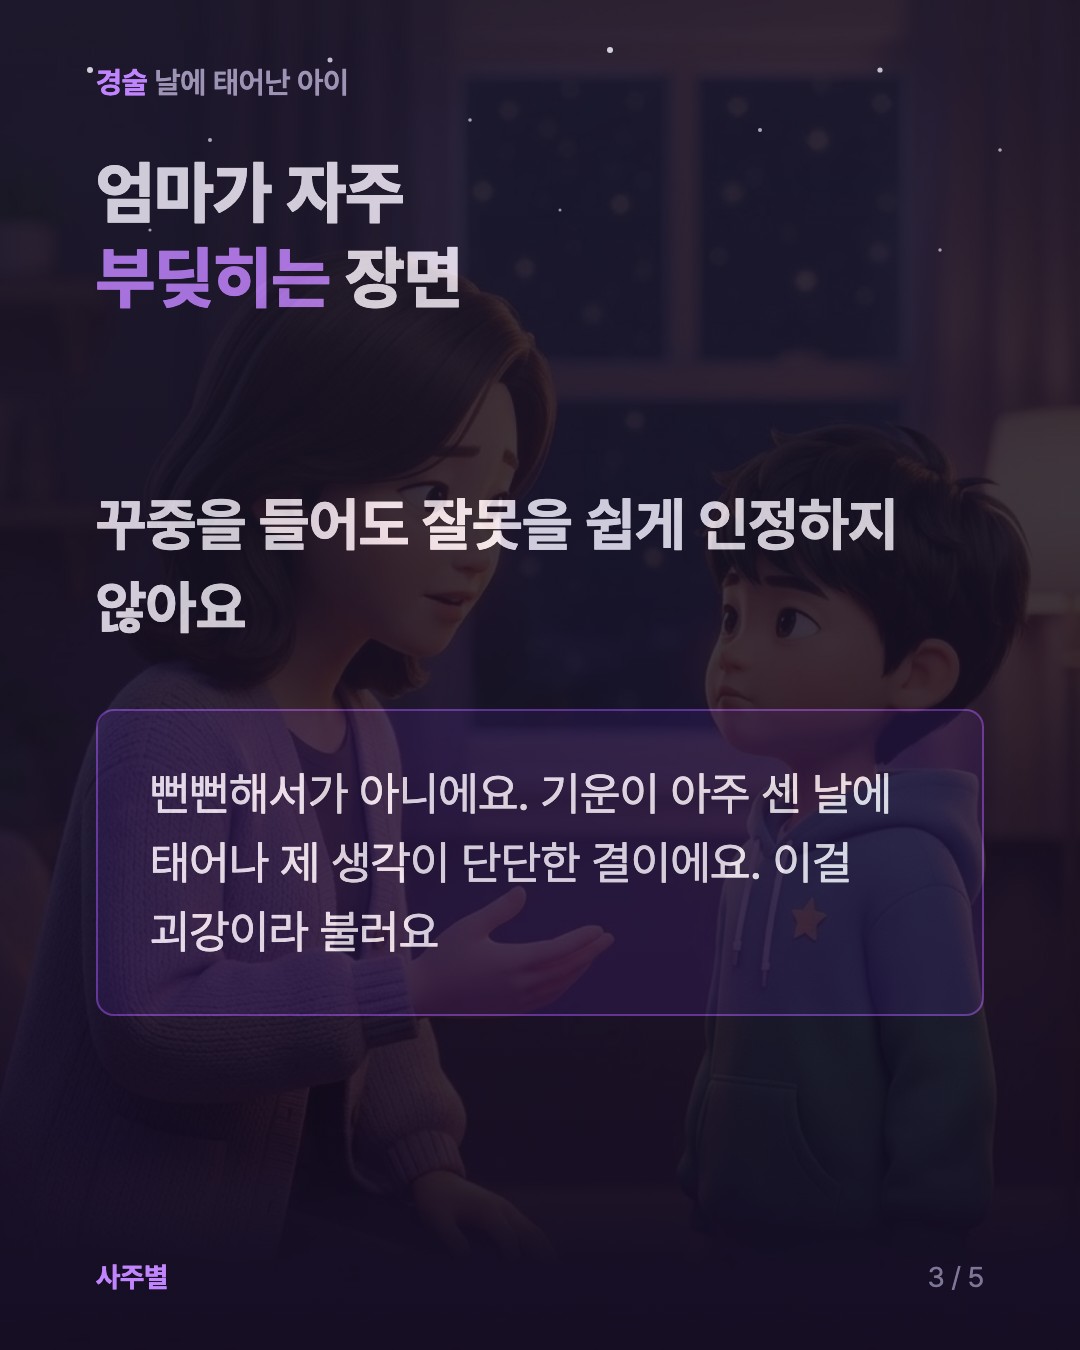 경술 날에 태어난 아이
엄마가 자주
부딪히는 장면
꾸중을 들어도 잘못을 쉽게 인정하지
않아요
뻔뻔해서가 아니에요. 기운이 아주 센 날에
태어나 제 생각이 단단한 결이에요. 이걸
괴강이라 불러요
사주별
3 / 5